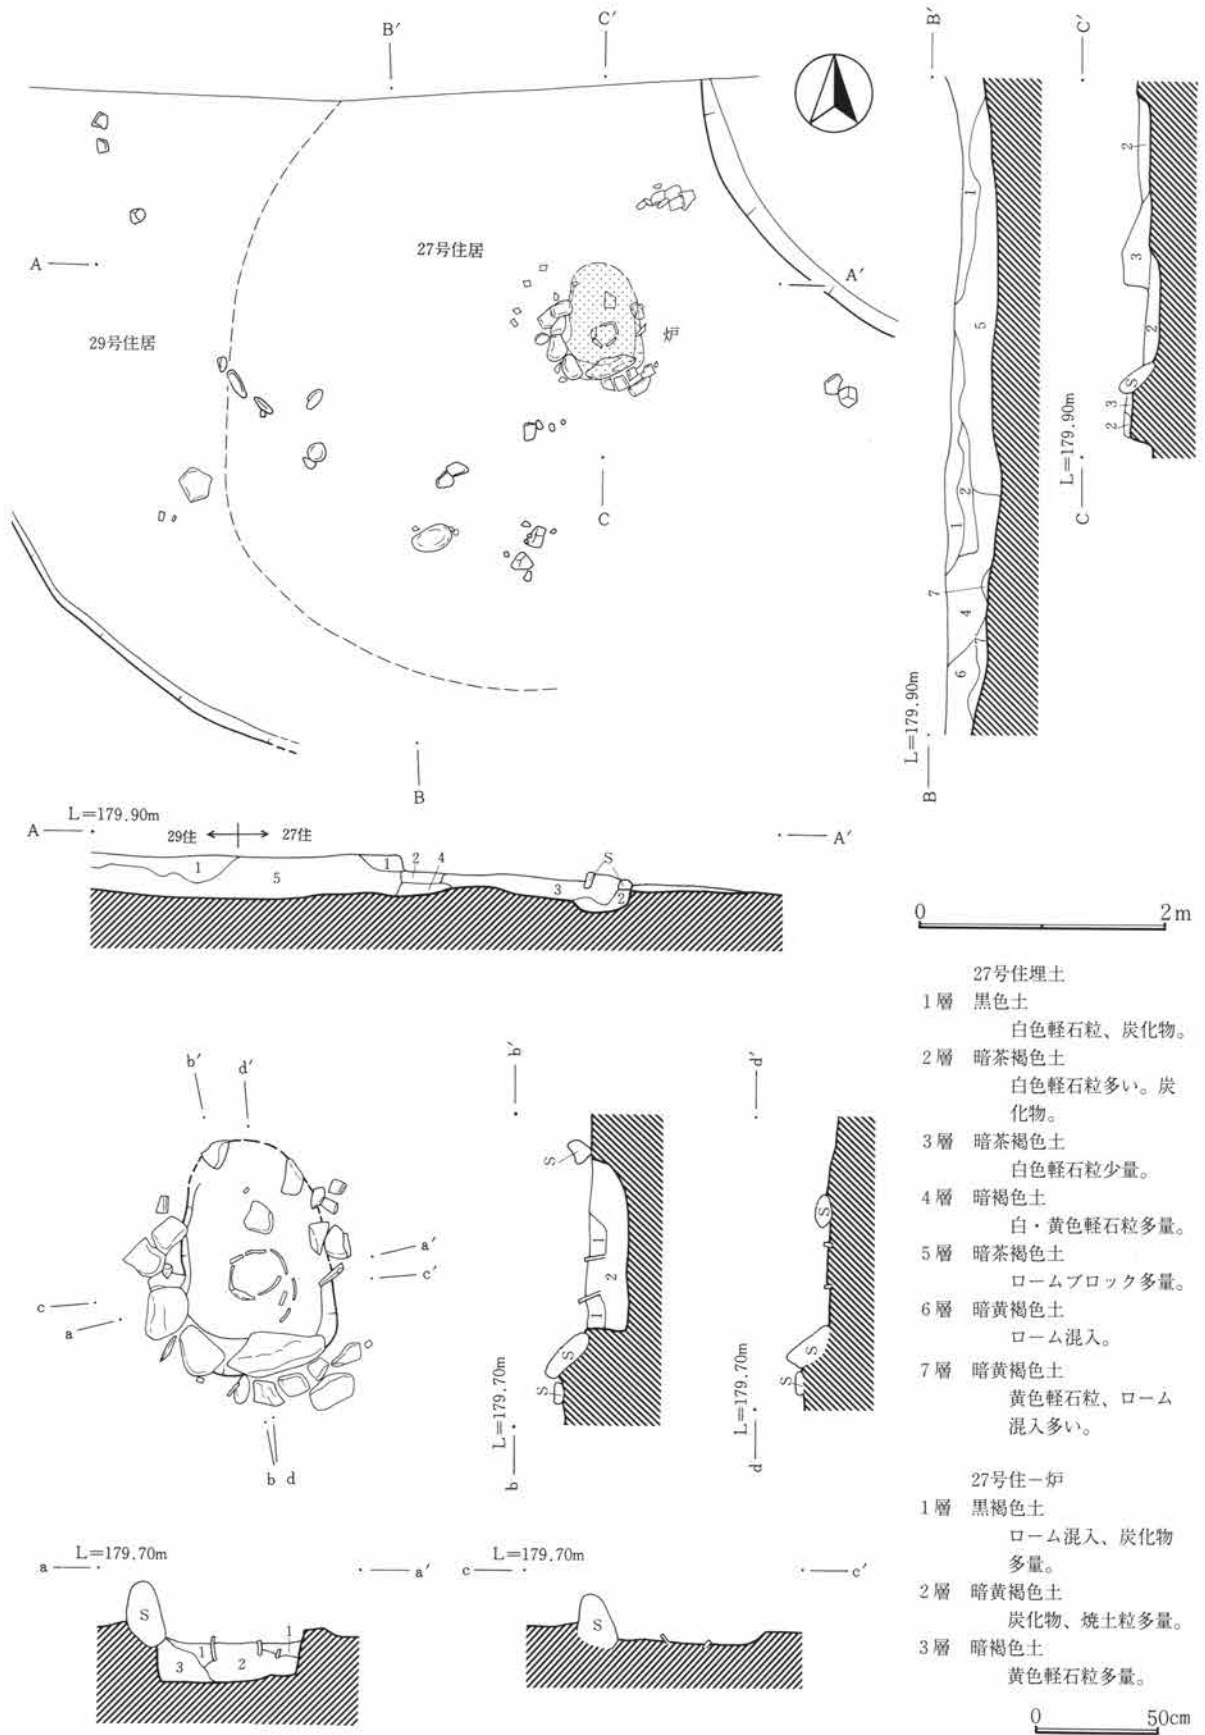 B′
C′
27号住居
A
A′
29号住居
炉
C
B
B′
1
5
2
1
7
4
7
6
L=179.90m
B
C′
2
3
2
S
3
2
L=179.90m
C
L=179.90m
A
A′
29住
27住
1
5
1
2
4
3
S
2
0
2m
27号住埋土
1層 黒色土
白色軽石粒、炭化物。
2層 暗茶褐色土
白色軽石粒多い。炭
化物。
3層 暗茶褐色土
白色軽石粒少量。
4層 暗褐色土
白・黄色軽石粒多量。
5層 暗茶褐色土
ロームブロック多量。
6層 暗黄褐色土
ローム混入。
7層 暗黄褐色土
黄色軽石粒、ローム
混入多い。
27号住−炉
1層 黒褐色土
ローム混入、炭化物
多量。
2層 暗黄褐色土
炭化物、焼土粒多量。
3層 暗褐色土
黄色軽石粒多量。
0
50cm
b′
d′
a′
c′
c
a
b d
b′
S
1
2
1
S
S
L=179.70m
b
d′
S
S
S
L=179.70m
d
L=179.70m
a
a′
S
1
1
3
2
L=179.70m
c
c′
S